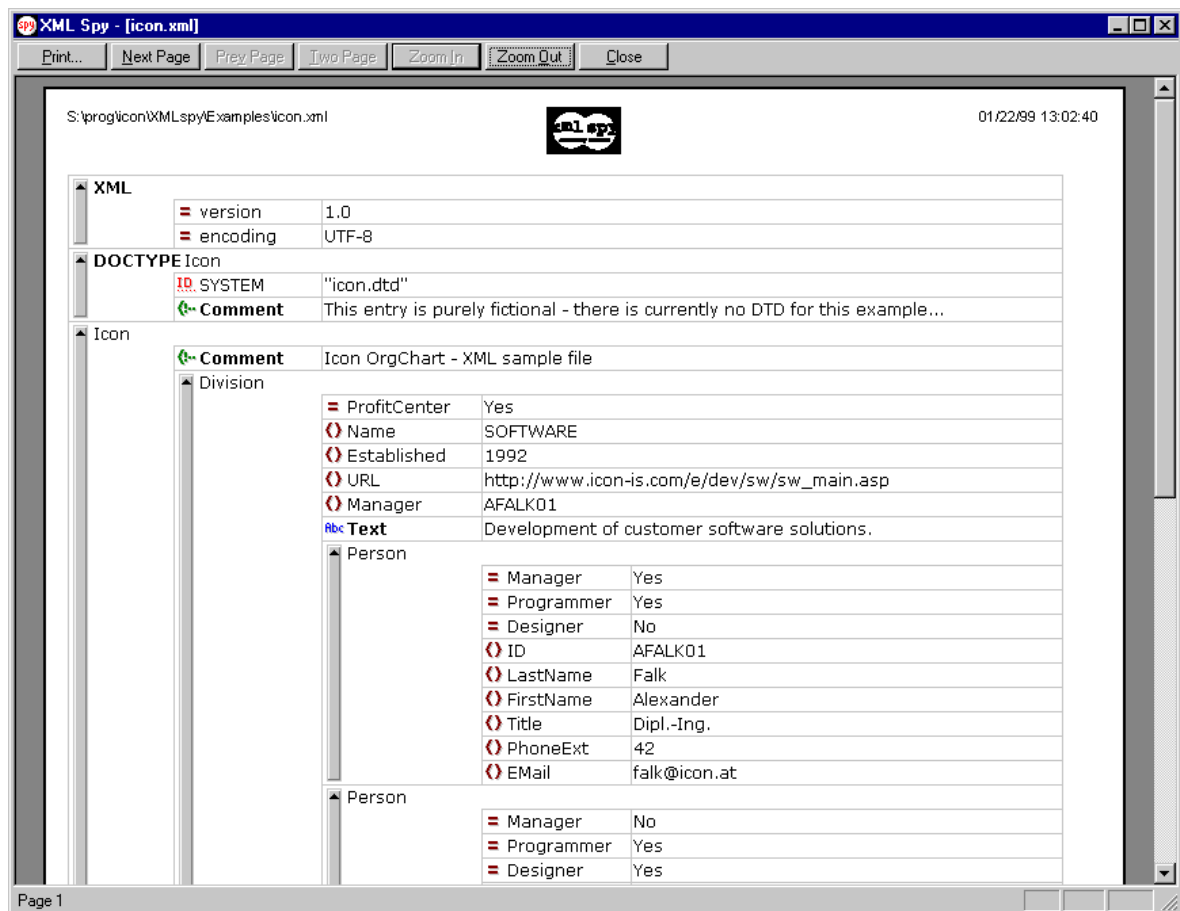 XML Spy - [icon.xml]
Print... Next Page Prev Page Two Page Zoom In Zoom Out Close
S:\prog\icon\XMLspy\Examples\icon.xml xml spy 01/22/99 13:02:40
XML
= version 1.0
= encoding UTF-8
DOCTYPE Icon
ID SYSTEM "icon.dtd"
Comment This entry is purely fictional - there is currently no DTD for this example...
Icon
Comment Icon OrgChart - XML sample file
Division
= ProfitCenter Yes
() Name SOFTWARE
() Established 1992
() URL http://www.icon-is.com/e/dev/sw/sw_main.asp
() Manager AFALK01
Abc Text Development of customer software solutions.
Person
= Manager Yes
= Programmer Yes
= Designer No
() ID AFALK01
() LastName Falk
() FirstName Alexander
() Title Dipl.-Ing.
() PhoneExt 42
() EMail falk@icon.at
Person
= Manager No
= Programmer Yes
= Designer Yes
Page 1